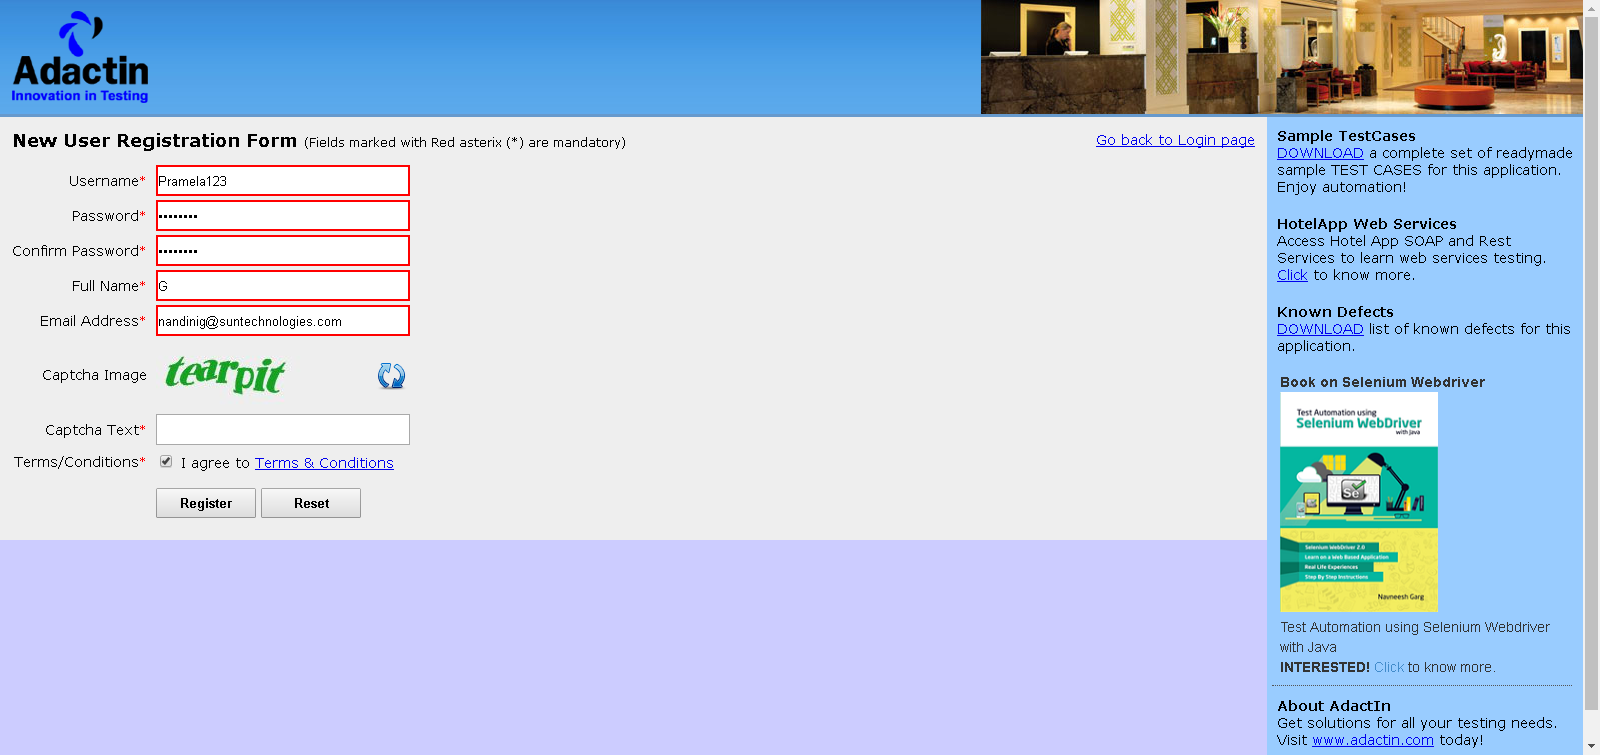 Adactin
Innovation in Testing
New User Registration Form (Fields marked with Red asterix (*) are mandatory)
Go back to Login page
Username* Pramela123
Password* ••••••••
Confirm Password* ••••••••
Full Name* G
Email Address* nandinig@suntechnologies.com
Captcha Image tearpit
Captcha Text*
Terms/Conditions* I agree to Terms & Conditions
Register Reset
Sample TestCases
DOWNLOAD a complete set of readymade
sample TEST CASES for this application.
Enjoy automation!
HotelApp Web Services
Access Hotel App SOAP and Rest
Services to learn web services testing.
Click to know more.
Known Defects
DOWNLOAD list of known defects for this
application.
Book on Selenium Webdriver
Test Automation using
Selenium WebDriver
with Java
Se
Selenium WebDriver 2.0
Learn on a Web Based Application
Real Life Experiences
Step By Step Instructions
Navneesh Garg
Test Automation using Selenium Webdriver
with Java
INTERESTED! Click to know more.
About AdactIn
Get solutions for all your testing needs.
Visit www.adactin.com today!